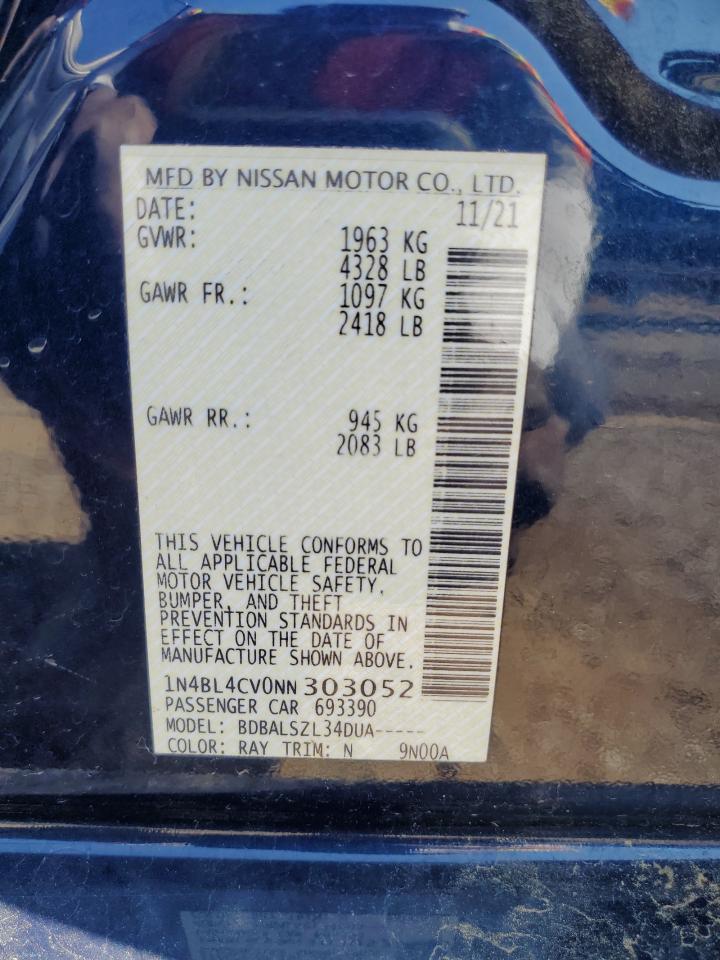 MFD BY NISSAN MOTOR CO., LTD.
DATE: 11/21
GVWR: 1963 KG
4328 LB
GAWR FR.: 1097 KG
2418 LB
GAWR RR.: 945 KG
2083 LB
THIS VEHICLE CONFORMS TO
ALL APPLICABLE FEDERAL
MOTOR VEHICLE SAFETY,
BUMPER, AND THEFT
PREVENTION STANDARDS IN
EFFECT ON THE DATE OF
MANUFACTURE SHOWN ABOVE.
1N4BL4CV0NN303052
PASSENGER CAR 693390
MODEL: BDBALSZL34DUA-----
COLOR: RAY TRIM: N 9N00A